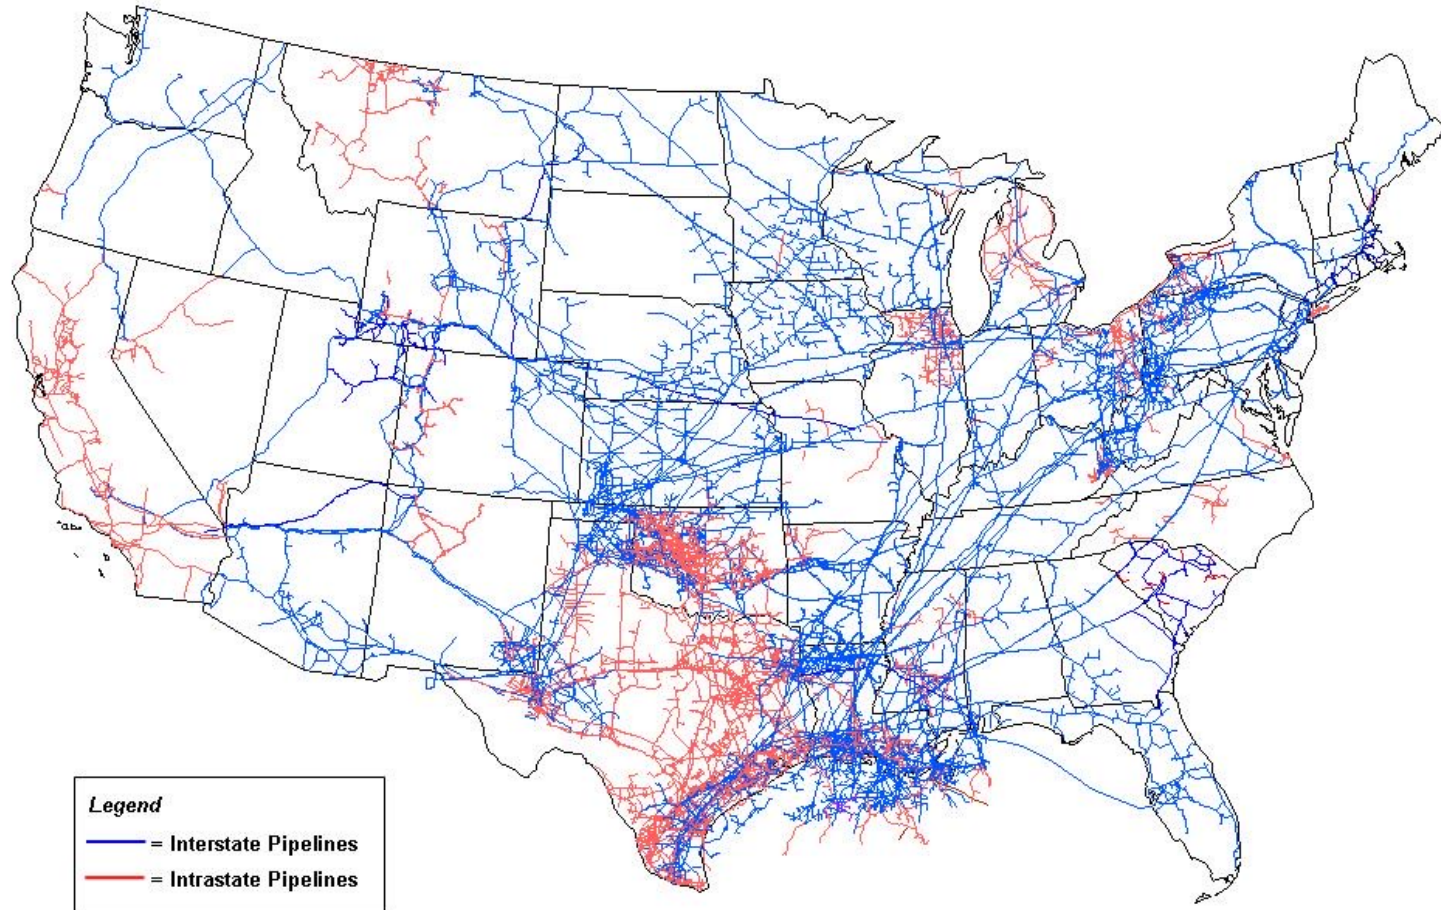 Legend
= Interstate Pipelines
= Intrastate Pipelines